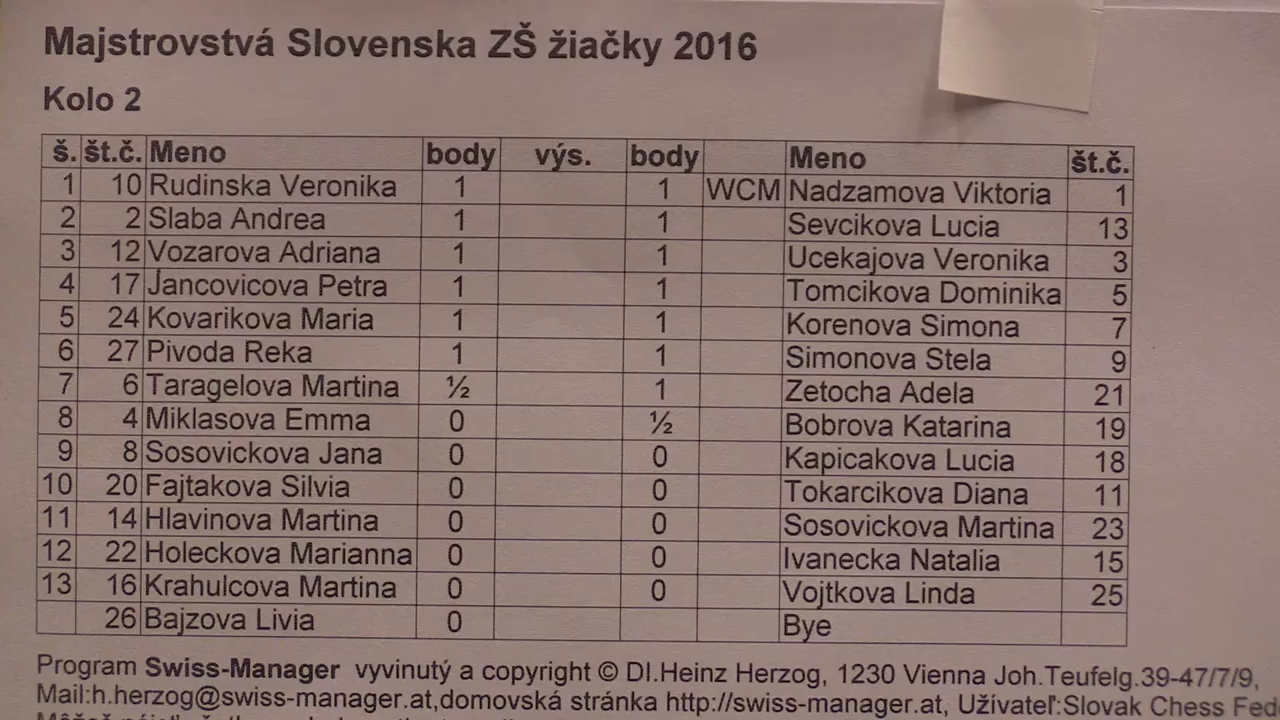 Majstrovstvá Slovenska ZŠ žiačky 2016
Kolo 2
š. št.č. Meno body výs. body Meno št.č.
1 10 Rudinska Veronika 1 1 WCM Nadzamova Viktoria 1
2 2 Slaba Andrea 1 1 Sevcikova Lucia 13
3 12 Vozarova Adriana 1 1 Ucekajova Veronika 3
4 17 Jancovicova Petra 1 1 Tomcikova Dominika 5
5 24 Kovarikova Maria 1 1 Korenova Simona 7
6 27 Pivoda Reka 1 1 Simonova Stela 9
7 6 Taragelova Martina ½ 1 Zetocha Adela 21
8 4 Miklasova Emma 0 ½ Bobrova Katarina 19
9 8 Sosovickova Jana 0 0 Kapicakova Lucia 18
10 20 Fajtakova Silvia 0 0 Tokarcikova Diana 11
11 14 Hlavinova Martina 0 0 Sosovickova Martina 23
12 22 Holeckova Marianna 0 0 Ivanecka Natalia 15
13 16 Krahulcova Martina 0 0 Vojtkova Linda 25
26 Bajzova Livia 0 Bye
Program Swiss-Manager vyvinutý a copyright © DI.Heinz Herzog, 1230 Vienna Joh.Teufelg.39-47/7/9,
Mail:h.herzog@swiss-manager.at,domovská stránka http://swiss-manager.at, Užívateľ:Slovak Chess Fed